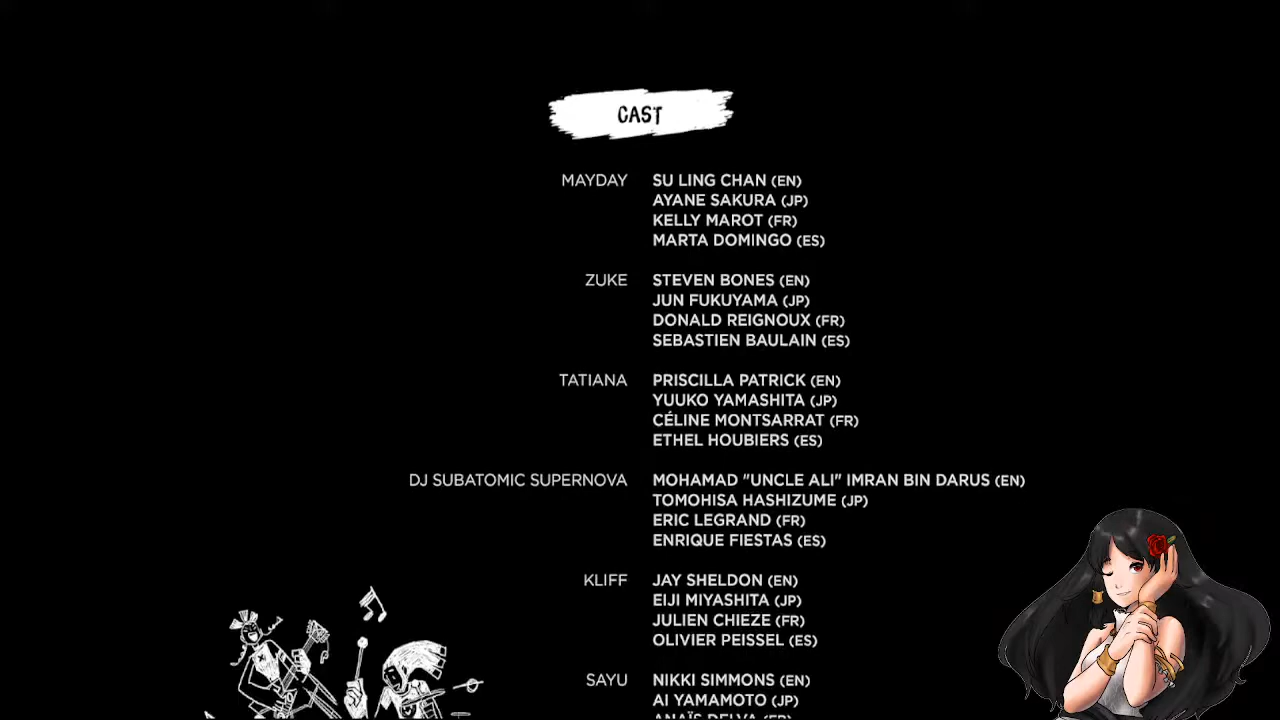 CAST
MAYDAY SU LING CHAN (EN)
AYANE SAKURA (JP)
KELLY MAROT (FR)
MARTA DOMINGO (ES)
ZUKE STEVEN BONES (EN)
JUN FUKUYAMA (JP)
DONALD REIGNOUX (FR)
SEBASTIEN BAULAIN (ES)
TATIANA PRISCILLA PATRICK (EN)
YUUKO YAMASHITA (JP)
CÉLINE MONTSARRAT (FR)
ETHEL HOUBIERS (ES)
DJ SUBATOMIC SUPERNOVA MOHAMAD "UNCLE ALI" IMRAN BIN DARUS (EN)
TOMOHISA HASHIZUME (JP)
ERIC LEGRAND (FR)
ENRIQUE FIESTAS (ES)
KLIFF JAY SHELDON (EN)
EIJI MIYASHITA (JP)
JULIEN CHIEZE (FR)
OLIVIER PEISSEL (ES)
SAYU NIKKI SIMMONS (EN)
AI YAMAMOTO (JP)
ANAÏS DELVA (FR)